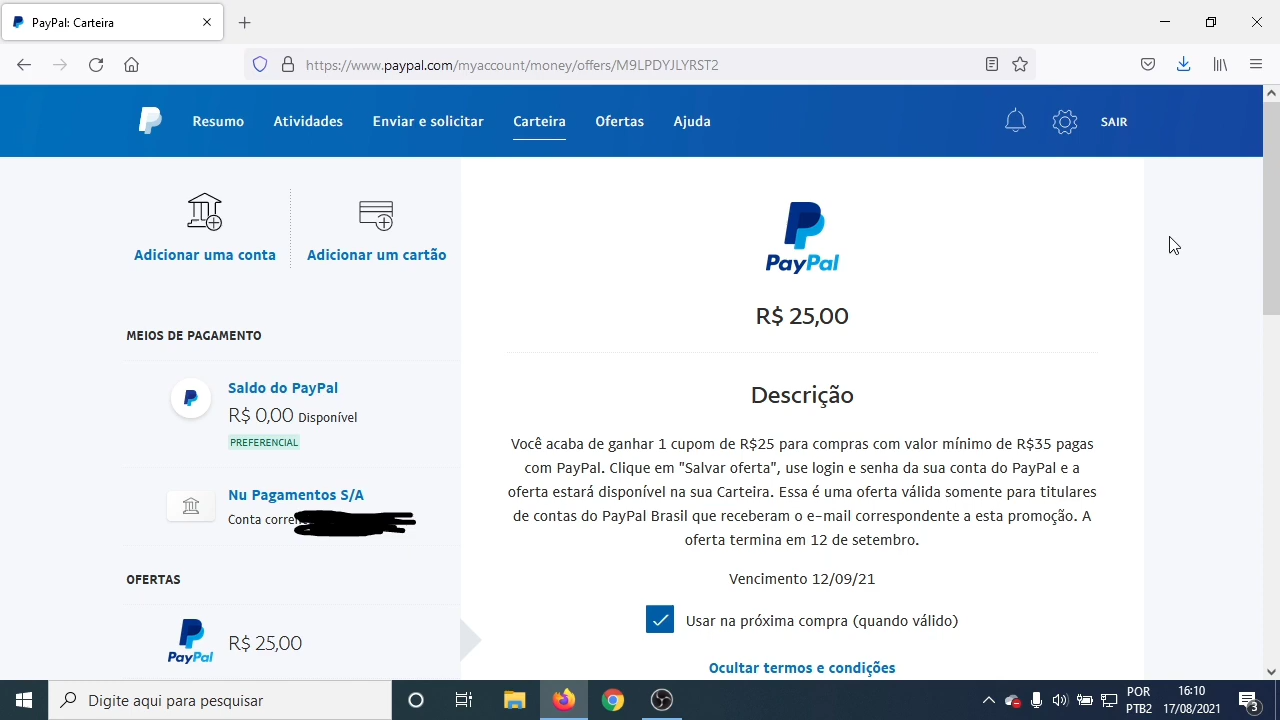 PayPal: Carteira
https://www.paypal.com/myaccount/money/offers/M9LPDYJLYRST2
Resumo Atividades Enviar e solicitar Carteira Ofertas Ajuda SAIR
Adicionar uma conta Adicionar um cartão
MEIOS DE PAGAMENTO
Saldo do PayPal
R$ 0,00 Disponível
PREFERENCIAL
Nu Pagamentos S/A
Conta
OFERTAS
PayPal
R$ 25,00
PayPal
R$ 25,00
Descrição
Você acaba de ganhar 1 cupom de R$25 para compras com valor mínimo de R$35 pagas
com PayPal. Clique em "Salvar oferta", use login e senha da sua conta do PayPal e a
oferta estará disponível na sua Carteira. Essa é uma oferta válida somente para titulares
de contas do PayPal Brasil que receberam o e-mail correspondente a esta promoção. A
oferta termina em 12 de setembro.
Vencimento 12/09/21
Usar na próxima compra (quando válido)
Ocultar termos e condições
Digite aqui para pesquisar
POR
PTB2
16:10
17/08/2021
3